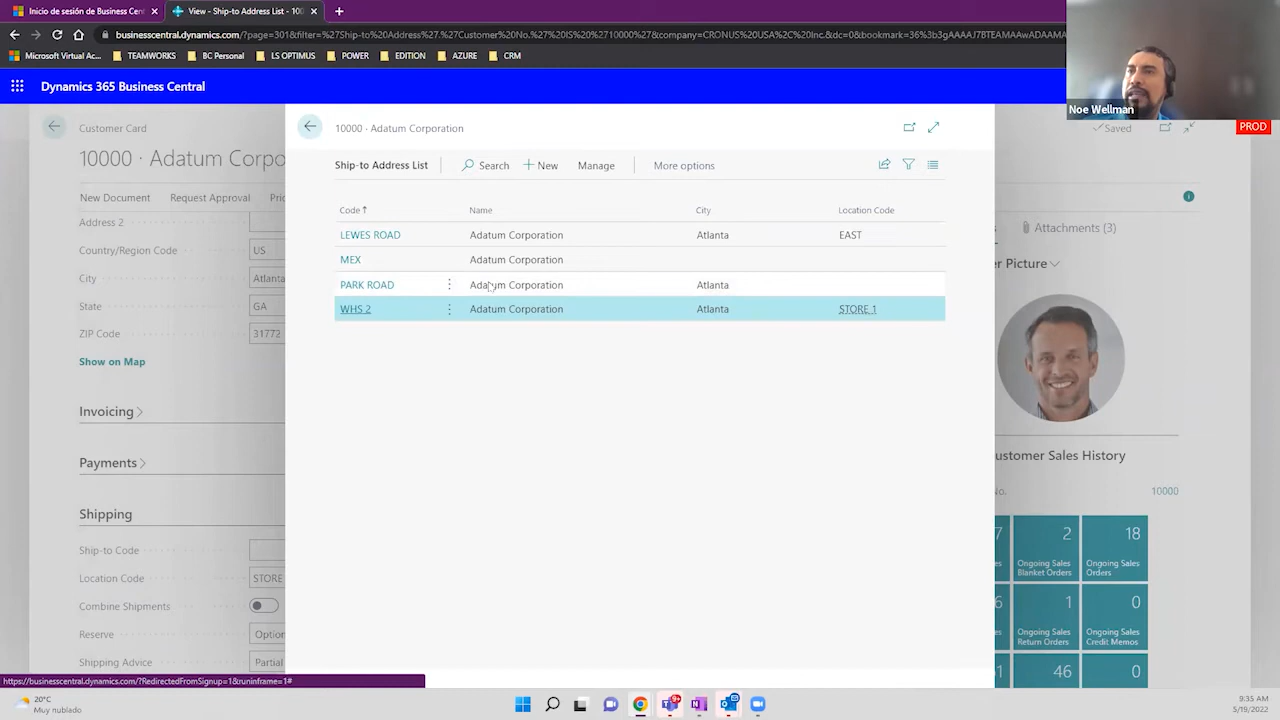 Inicio de sesión de Business Cent
View - Ship-to Address List - 100
businesscentral.dynamics.com/?page=301&filter=%27Ship-to%20Address%27.%27Customer%20No.%27%20IS%20%2710000%27&company=CRONUS%20USA%2C%20Inc.&dc=0&bookmark=36%3b
Microsoft Virtual Ac...
TEAMWORKS
BC Personal
LS OPTIMUS
POWER
EDITION
AZURE
CRM
Dynamics 365 Business Central
Noe Wellman
PROD
Customer Card
Saved
10000 · Adatum Corpo
New Document
Request Approval
Pri
Address 2
Country/Region Code
US
City
Atlanta
State
GA
ZIP Code
31772
Show on Map
Invoicing
Payments
Shipping
Ship-to Code
Location Code
STORE
Combine Shipments
Reserve
Option
Shipping Advice
Partial
10000 · Adatum Corporation
Ship-to Address List
Search
New
Manage
More options
Code
Name
City
Location Code
LEWES ROAD
Adatum Corporation
Atlanta
EAST
MEX
Adatum Corporation
PARK ROAD
Adatum Corporation
Atlanta
WHS 2
Adatum Corporation
Atlanta
STORE 1
s
Attachments (3)
er Picture
ustomer Sales History
No.
10000
7
2
18
es
Ongoing Sales
Blanket Orders
Ongoing Sales
Orders
6
1
0
es
Ongoing Sales
Return Orders
Ongoing Sales
Credit Memos
51
46
0
https://businesscentral.dynamics.com/?RedirectedFromSignup=1&runinframe=1#
20°C
Muy nublado
9:35 AM
5/19/2022